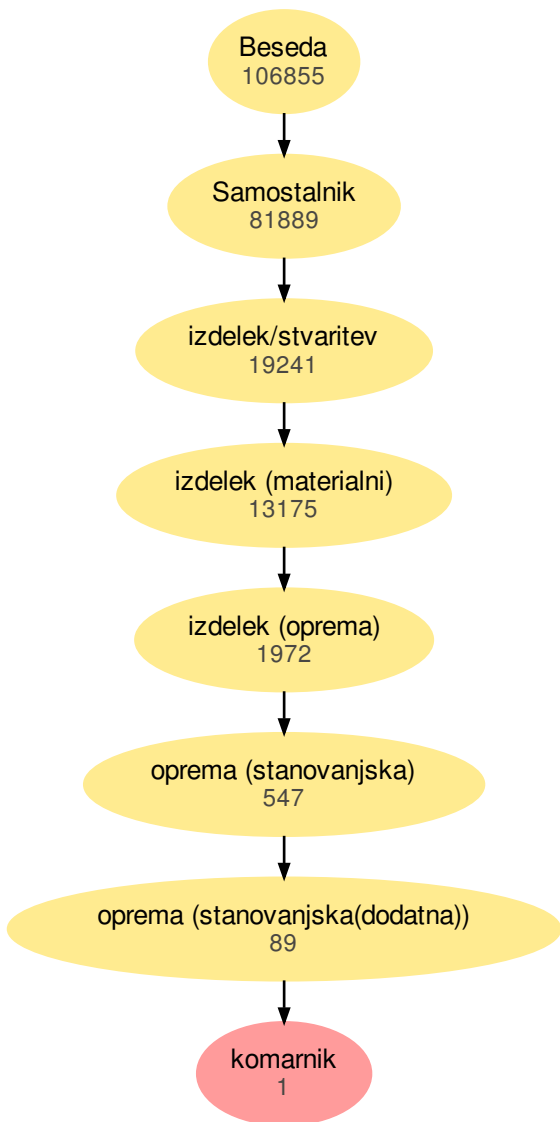 Beseda
106855
Samostalnik
81889
izdelek/stvaritev
19241
izdelek (materialni)
13175
izdelek (oprema)
1972
oprema (stanovanjska)
547
oprema (stanovanjska(dodatna))
89
komarnik
1